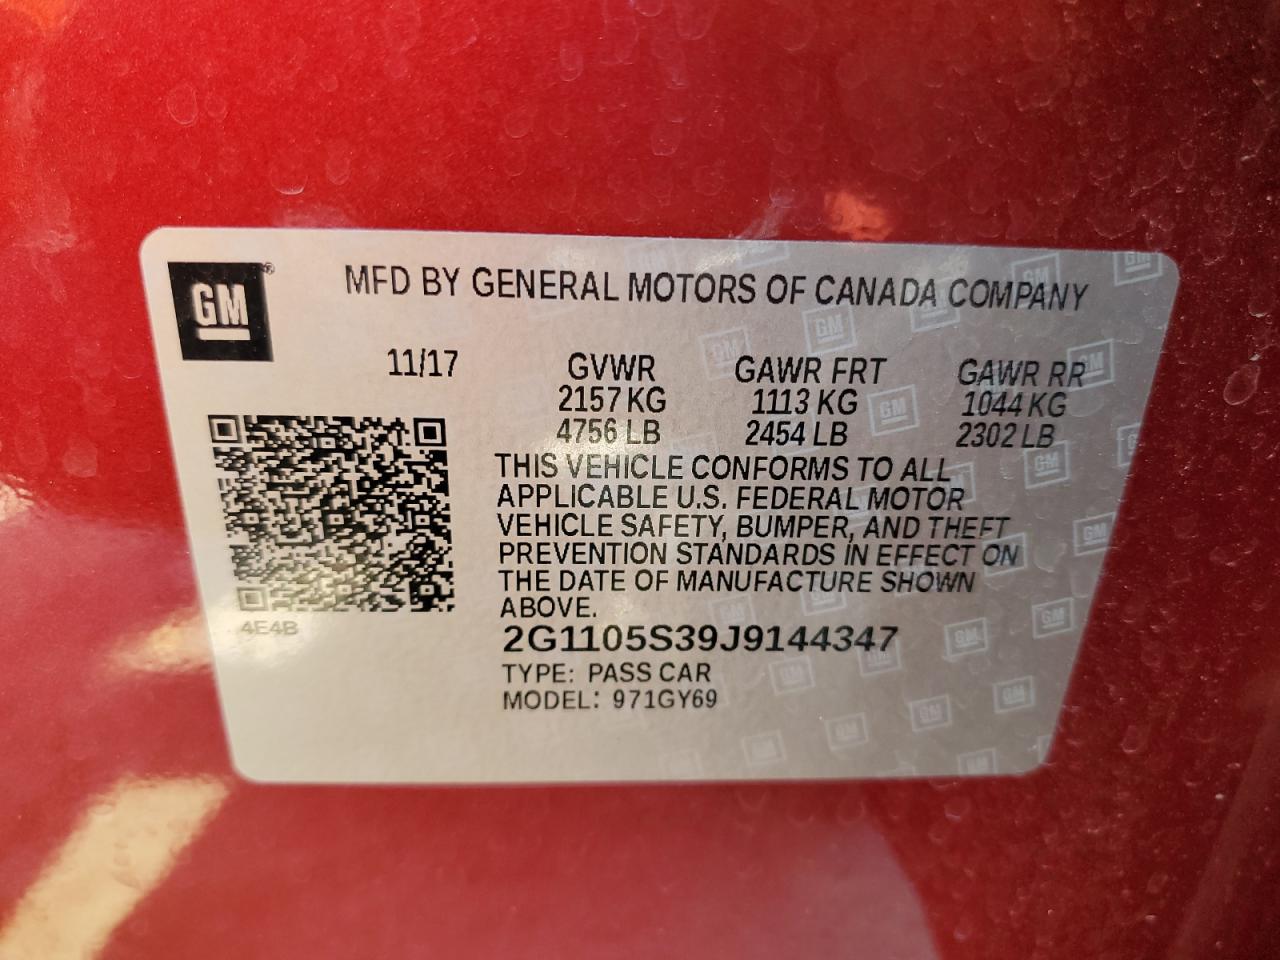 GM®
MFD BY GENERAL MOTORS OF CANADA COMPANY
11/17
GVWR GAWR FRT GAWR RR
2157 KG 1113 KG 1044 KG
4756 LB 2454 LB 2302 LB
THIS VEHICLE CONFORMS TO ALL
APPLICABLE U.S. FEDERAL MOTOR
VEHICLE SAFETY, BUMPER, AND THEFT
PREVENTION STANDARDS IN EFFECT ON
THE DATE OF MANUFACTURE SHOWN
ABOVE.
4E4B
2G1105S39J9144347
TYPE: PASS CAR
MODEL: 971GY69